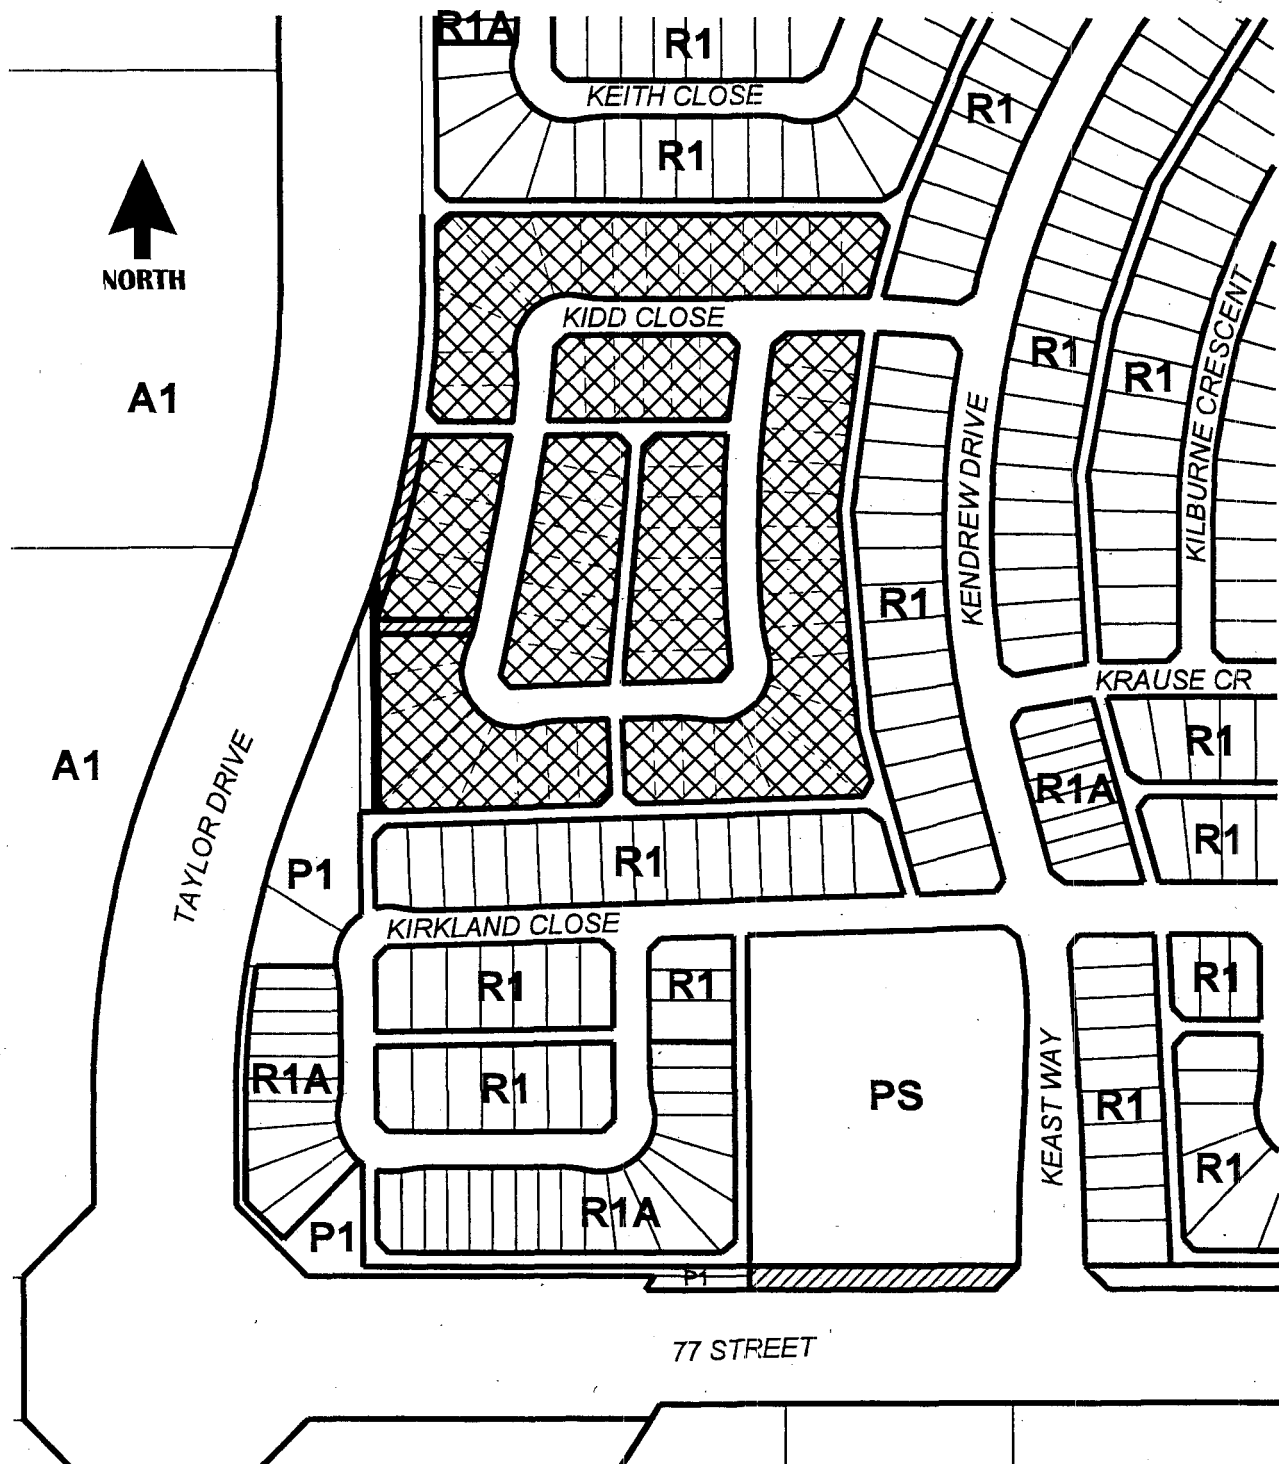 R1A
R1
KEITH CLOSE
R1
R1
NORTH
KIDD CLOSE
A1
R1
R1
KILBURNE CRESCENT
KENDREW DRIVE
R1
KRAUSE CR
A1
TAYLOR DRIVE
R1
R1A
R1
P1
R1
KIRKLAND CLOSE
R1
R1
R1
R1A
R1
PS
KEAST WAY
R1
R1
R1A
P1
P1
77 STREET